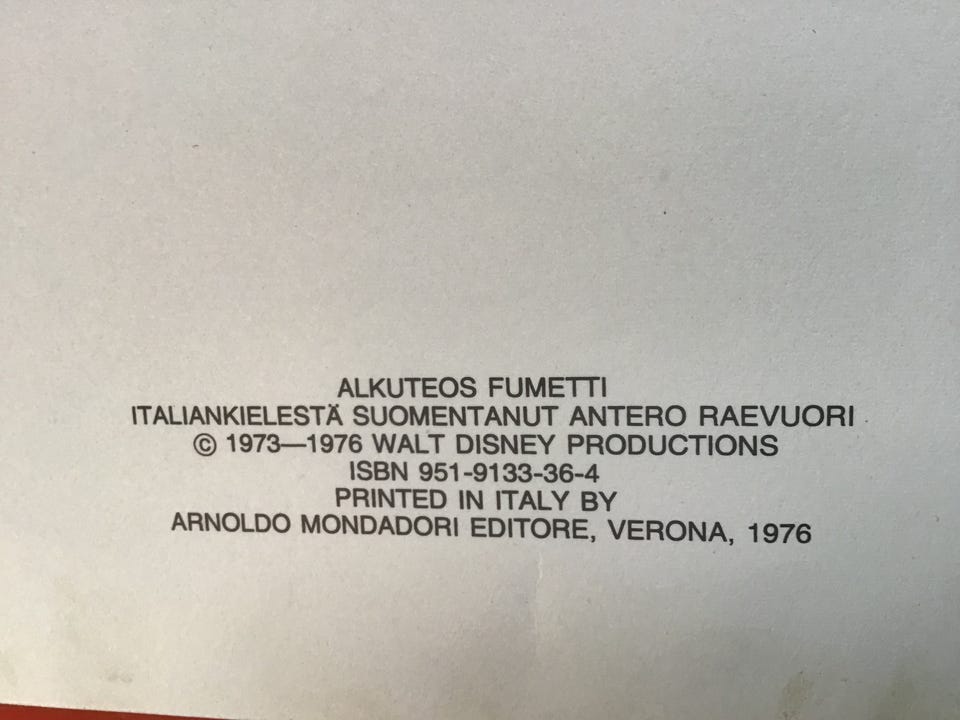 ALKUTEOS FUMETTI
ITALIANKIELESTÄ SUOMENTANUT ANTERO RAEVUORI
© 1973—1976 WALT DISNEY PRODUCTIONS
ISBN 951-9133-36-4
PRINTED IN ITALY BY
ARNOLDO MONDADORI EDITORE, VERONA, 1976